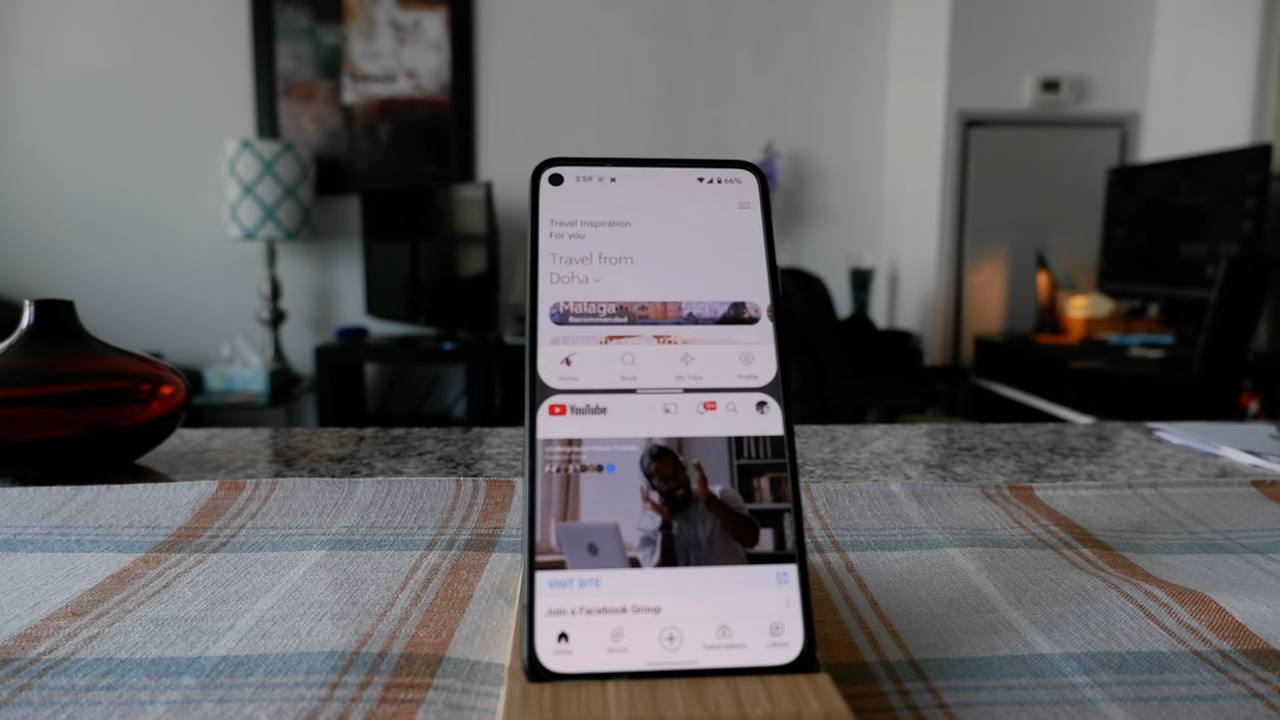 3:59
66%
Travel Inspiration
For you
Travel from
Doha
Malaga
Recommended
Home
Book
My Trips
Profile
YouTube
9+
VISIT SITE
Join a Facebook Group
Home
Shorts
Subscriptions
Library